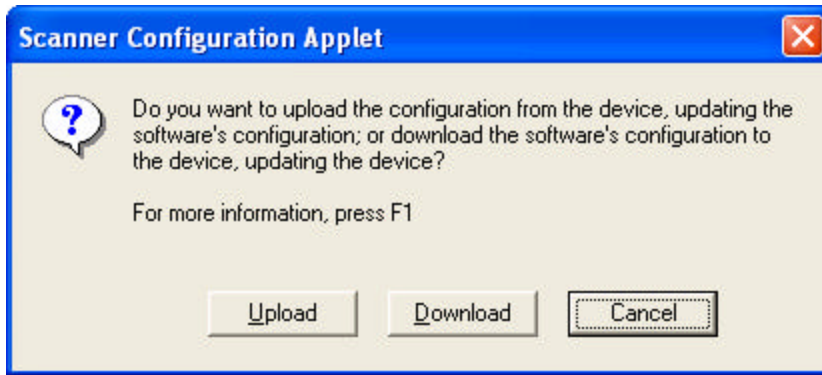 Scanner Configuration Applet
Do you want to upload the configuration from the device, updating the
software's configuration; or download the software's configuration to
the device, updating the device?
For more information, press F1
Upload Download Cancel